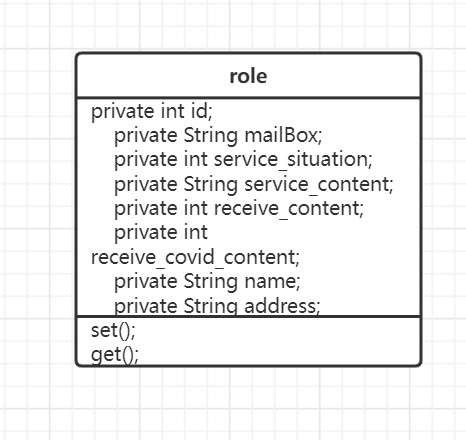 role
private int id;
private String mailBox;
private int service_situation;
private String service_content;
private int receive_content;
private int
receive_covid_content;
private String name;
private String address;
set();
get();